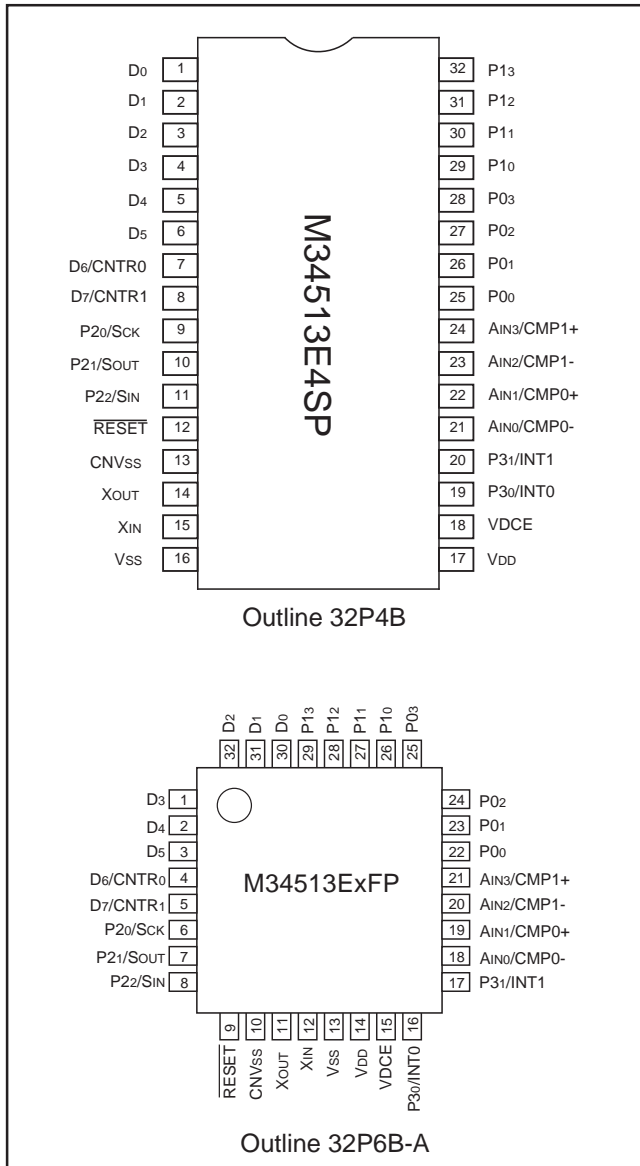 D0 1 32 P13
D1 2 31 P12
D2 3 30 P11
D3 4 29 P10
D4 5 28 P03
D5 6 27 P02
D6/CNTR0 7 26 P01
D7/CNTR1 8 25 P00
P20/SCK 9 24 AIN3/CMP1+
P21/SOUT 10 23 AIN2/CMP1-
P22/SIN 11 22 AIN1/CMP0+
RESET 12 21 AIN0/CMP0-
CNVSS 13 20 P31/INT1
XOUT 14 19 P30/INT0
XIN 15 18 VDCE
VSS 16 17 VDD
M34513E4SP
Outline 32P4B
D2 D1 D0 P13 P12 P11 P10 P03
32 31 30 29 28 27 26 25
D3 1 24 P02
D4 2 23 P01
D5 3 22 P00
D6/CNTR0 4 21 AIN3/CMP1+
M34513ExFP
D7/CNTR1 5 20 AIN2/CMP1-
P20/SCK 6 19 AIN1/CMP0+
P21/SOUT 7 18 AIN0/CMP0-
P22/SIN 8 17 P31/INT1
9 10 11 12 13 14 15 16
RESET CNVSS XOUT XIN VSS VDD VDCE P30/INT0
Outline 32P6B-A